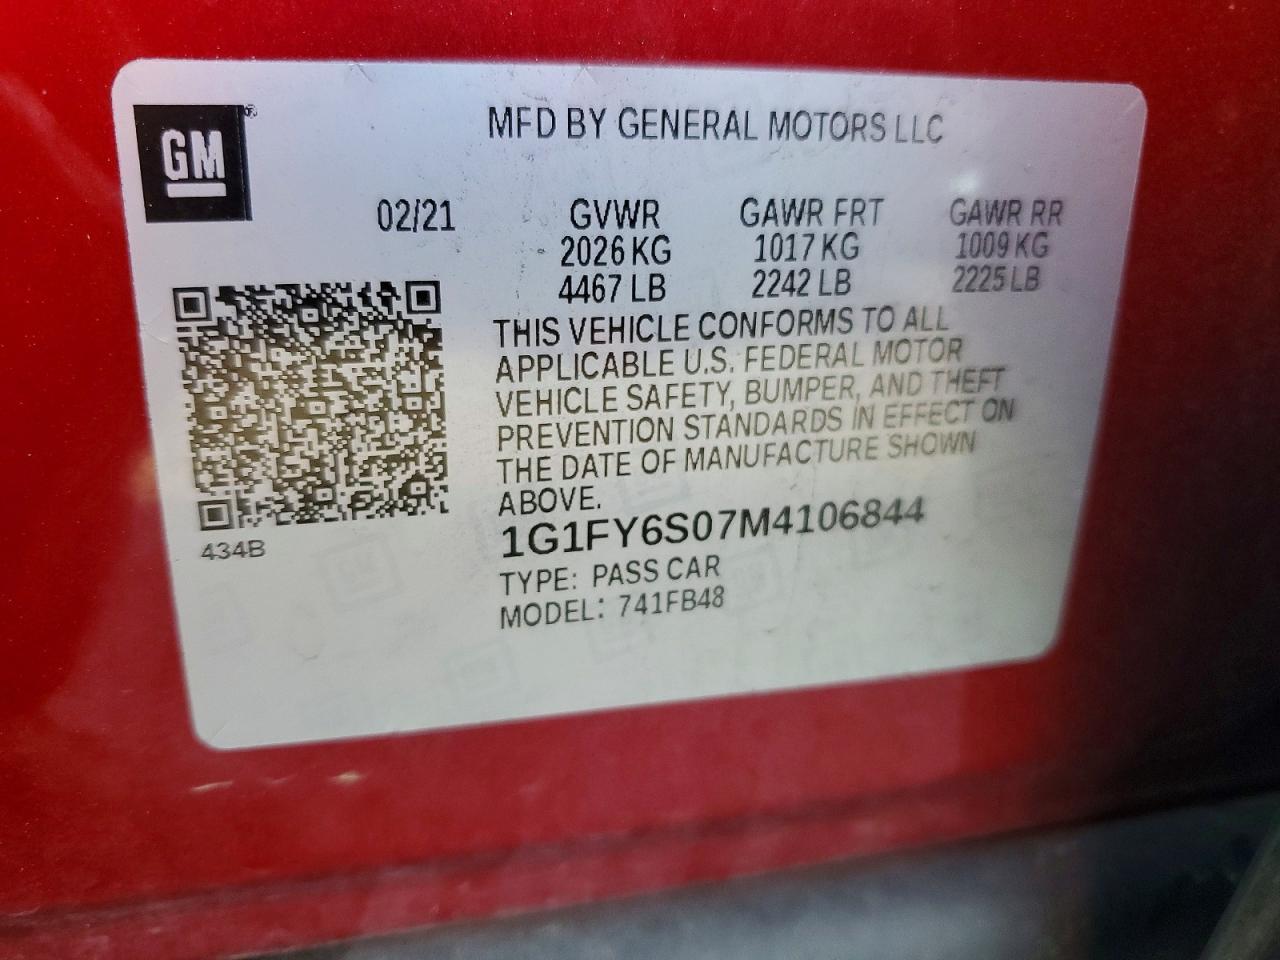 GM®
MFD BY GENERAL MOTORS LLC
02/21 GVWR GAWR FRT GAWR RR
2026 KG 1017 KG 1009 KG
4467 LB 2242 LB 2225 LB
THIS VEHICLE CONFORMS TO ALL
APPLICABLE U.S. FEDERAL MOTOR
VEHICLE SAFETY, BUMPER, AND THEFT
PREVENTION STANDARDS IN EFFECT ON
THE DATE OF MANUFACTURE SHOWN
ABOVE.
1G1FY6S07M4106844
434B
TYPE: PASS CAR
MODEL: 741FB48